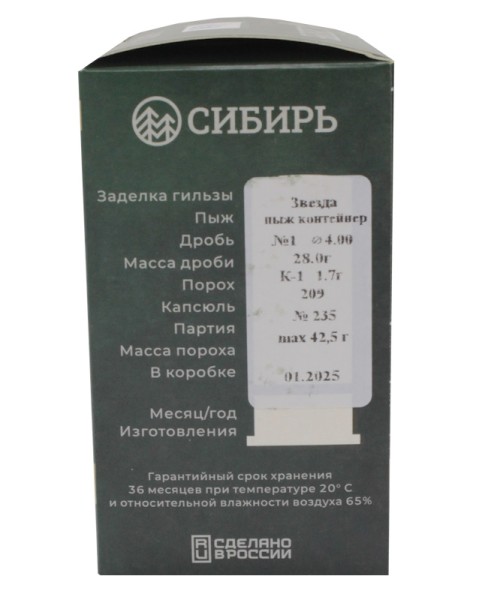 СИБИРЬ
Заделка гильзы Звезда
Пыж пыж контейнер
Дробь №1 ⌀4.00
Масса дроби 28.0г
Порох К-1 1.7г
Капсюль 209
Партия № 235
Масса пороха max 42,5 г
В коробке 01.2025
Месяц/год
Изготовления
Гарантийный срок хранения
36 месяцев при температуре 20° С
и относительной влажности воздуха 65%
RU СДЕЛАНО
В РОССИИ